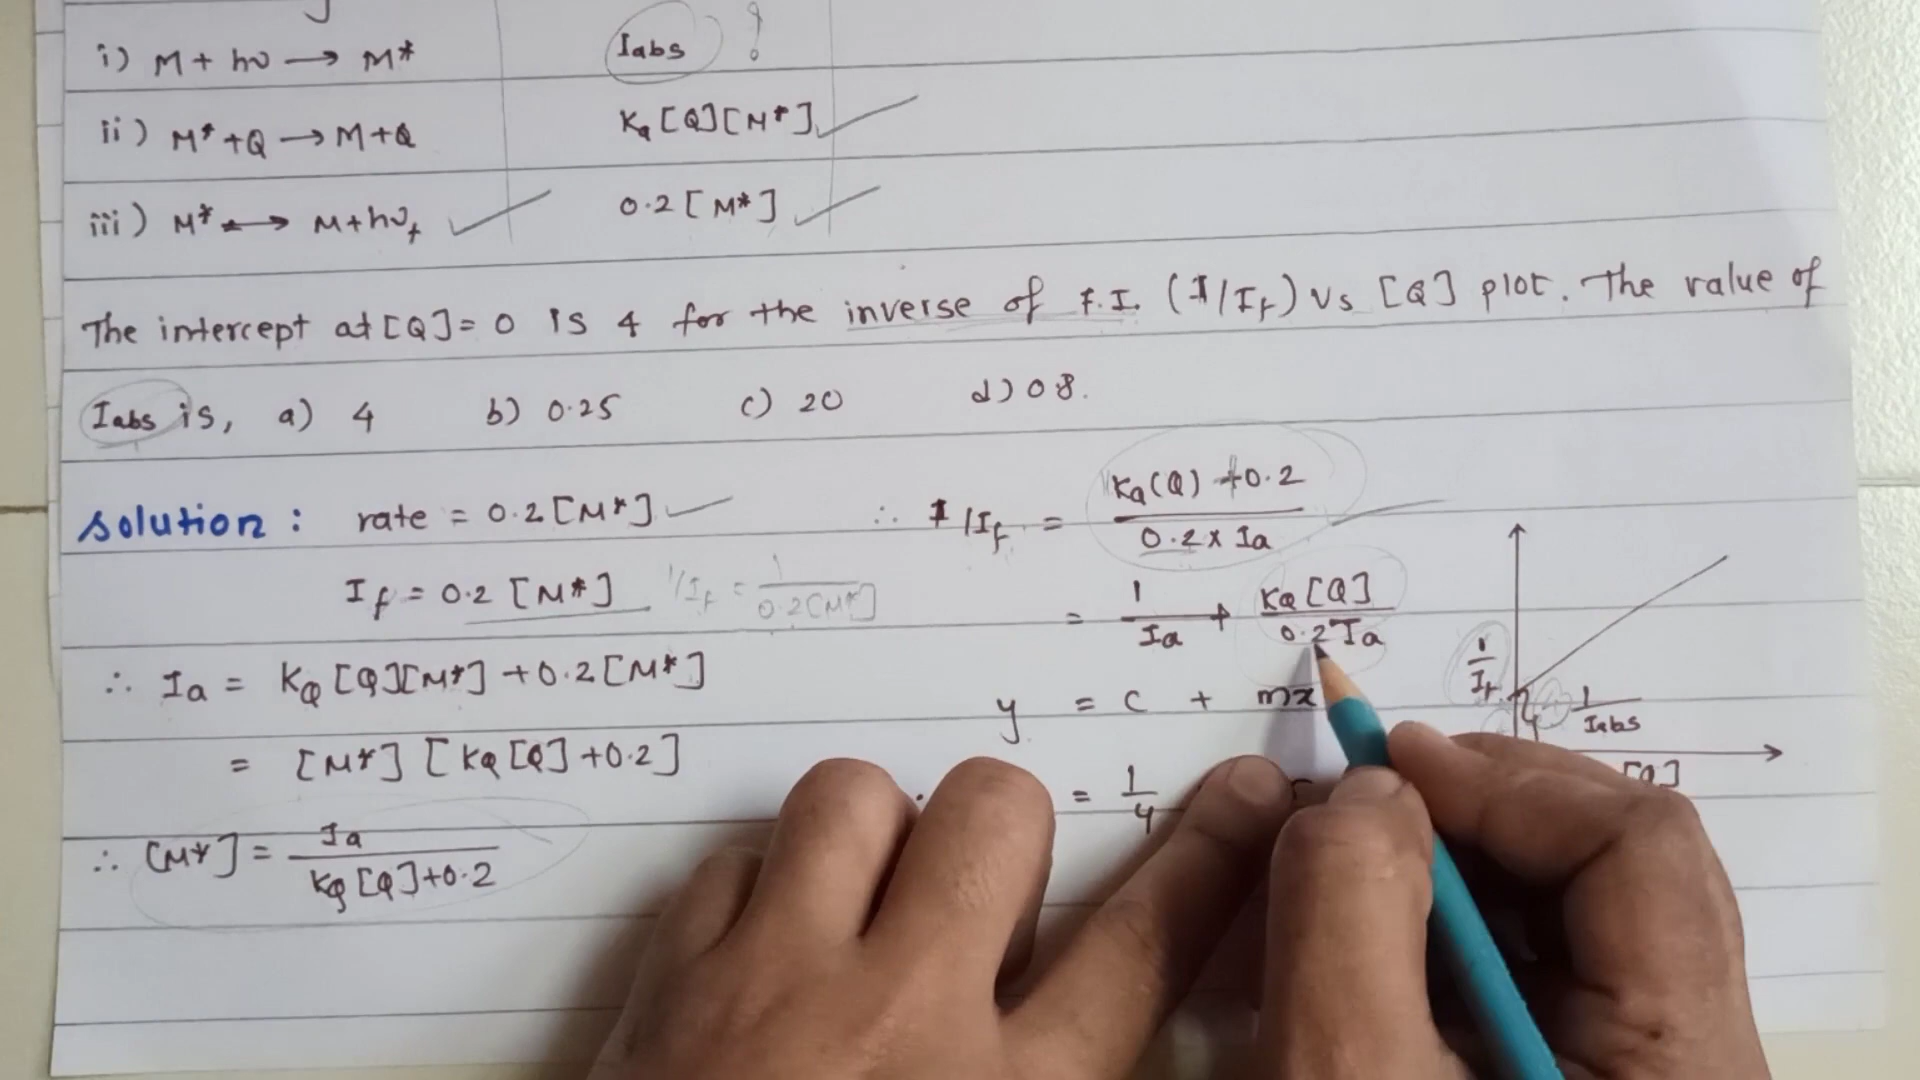 i) M + hν → M*
Iabs
ii) M* + Q → M + Q
KQ [Q][M*]
iii) M* → M + hνf
0.2 [M*]
The intercept at [Q] = 0 is 4 for the inverse of F.I. (1/If) Vs [Q] plot. The value of
Iabs is, a) 4 b) 0.25 c) 20 d) 0.8.
solution: rate = 0.2 [M*]
If = 0.2 [M*] 1/If = 1/0.2[M*]
∴ Ia = KQ [Q][M*] + 0.2 [M*]
= [M*] [KQ [Q] + 0.2]
∴ [M*] = Ia / KQ [Q] + 0.2
∴ 1/If = KQ (Q) + 0.2 / 0.2 x Ia
= 1/Ia + KQ [Q] / 0.2 Ia
y = c + mx
= 1/4
1/If
1/Iabs
[Q]